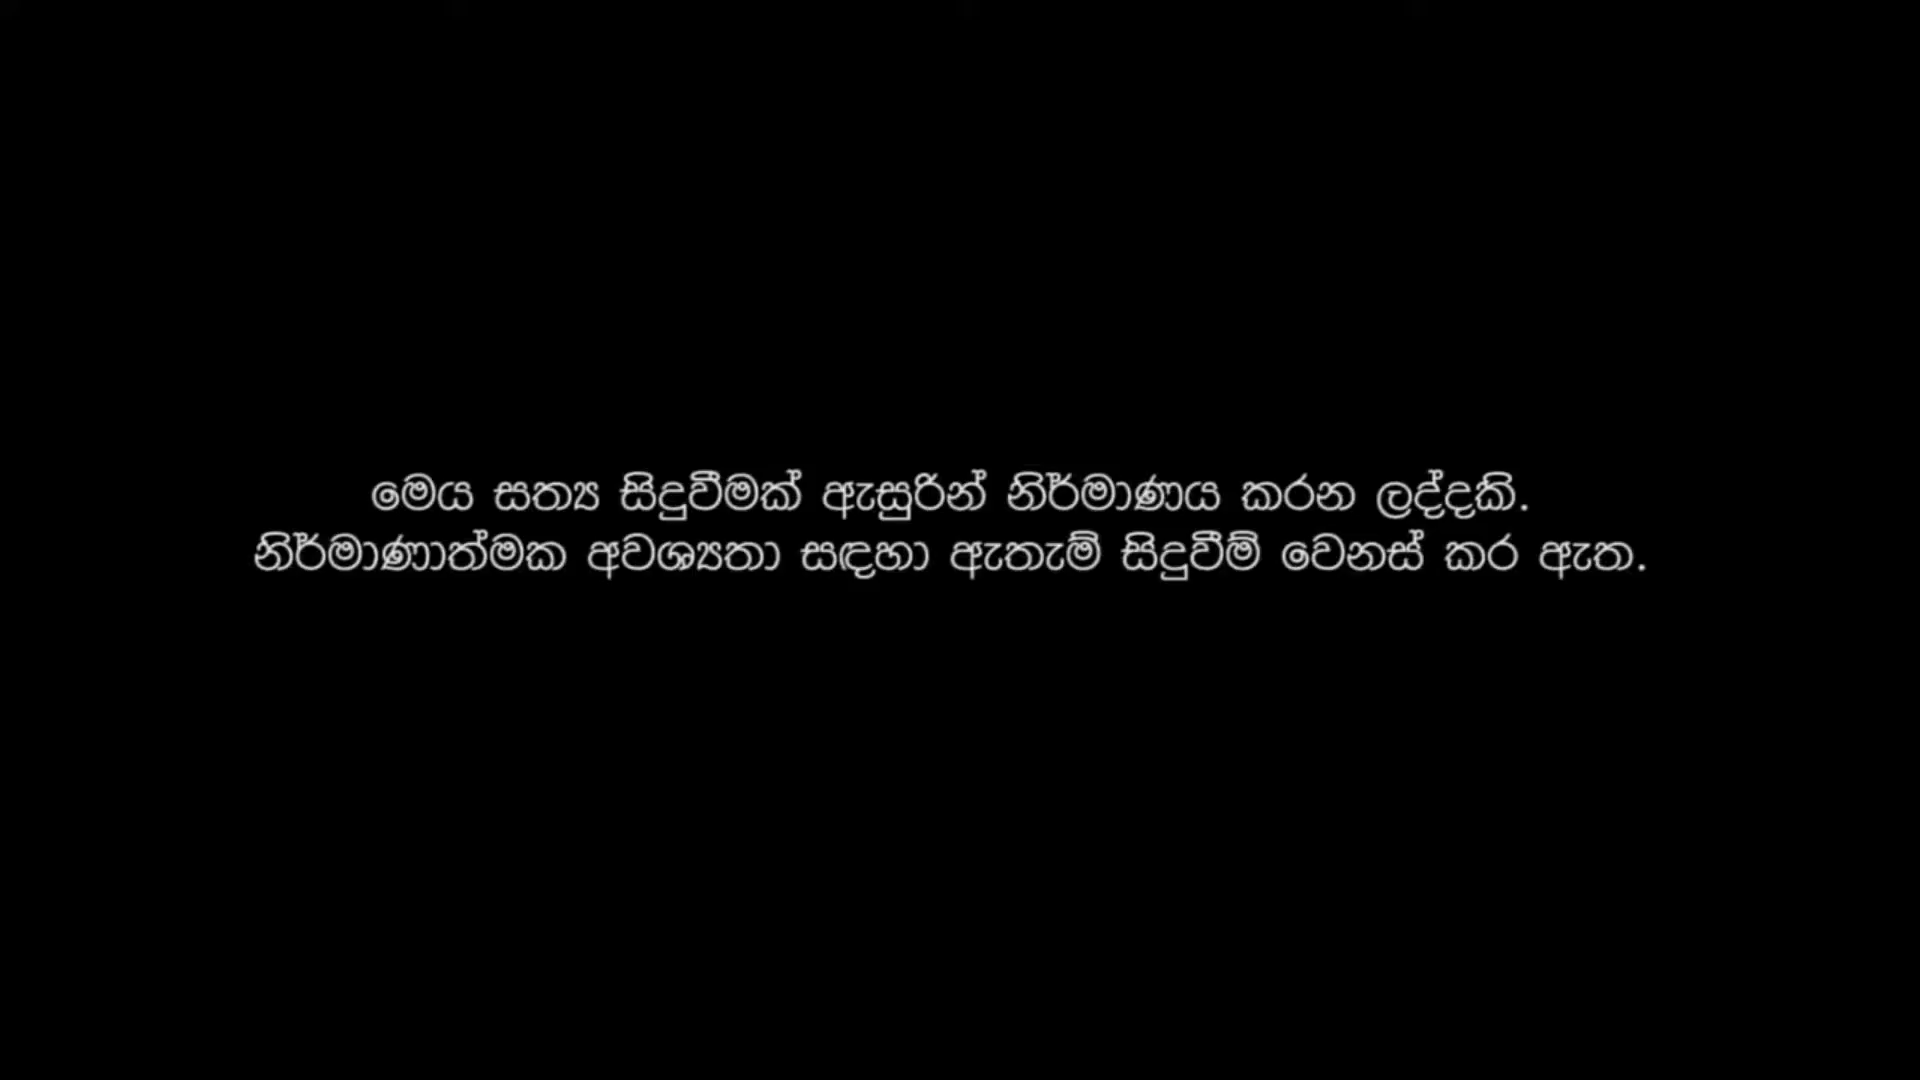 මෙය සත්‍ය සිදුවීමක් ඇසුරින් නිර්මාණය කරන ලද්දකි.
නිර්මාණාත්මක අවශ්‍යතා සඳහා ඇතැම් සිදුවීම් වෙනස් කර ඇත.